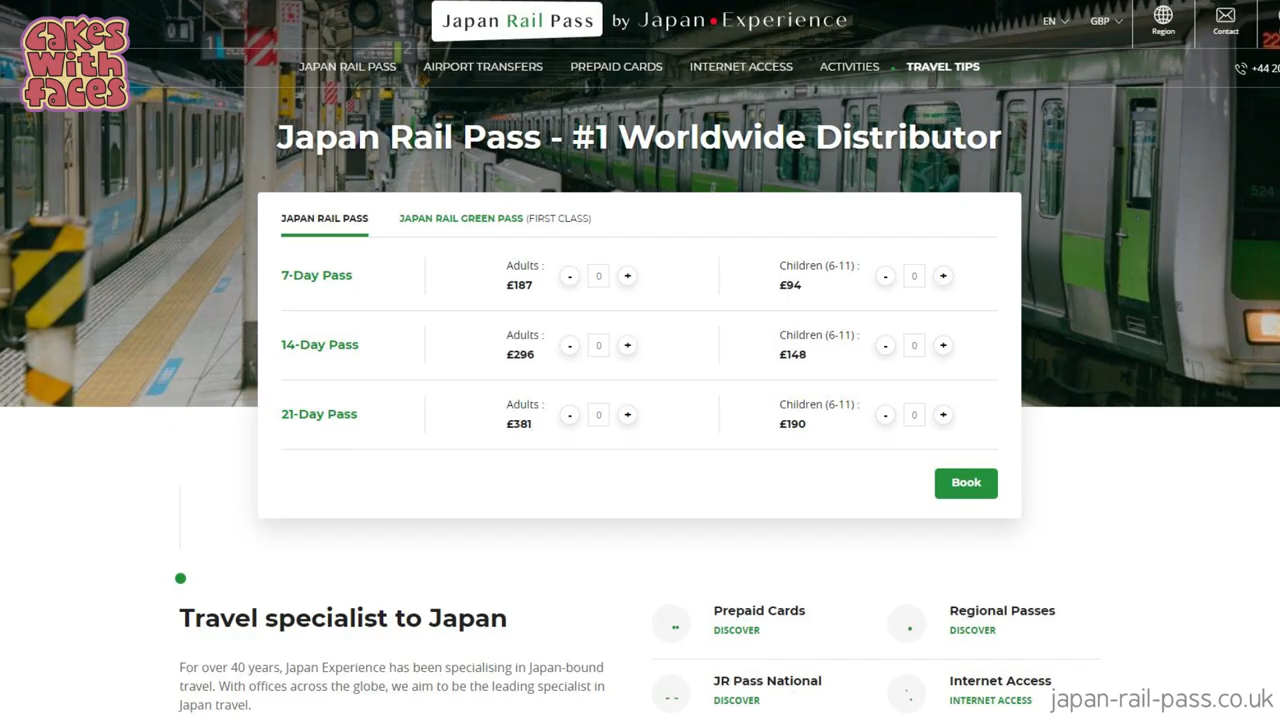 cakes
with
faces
Japan Rail Pass by Japan Experience
EN
GBP
Region
Contact
JAPAN RAIL PASS
AIRPORT TRANSFERS
PREPAID CARDS
INTERNET ACCESS
ACTIVITIES
TRAVEL TIPS
+44 20
Japan Rail Pass - #1 Worldwide Distributor
JAPAN RAIL PASS
JAPAN RAIL GREEN PASS (FIRST CLASS)
7-Day Pass
Adults :
£187
- 0 +
Children (6-11) :
£94
- 0 +
14-Day Pass
Adults :
£296
- 0 +
Children (6-11) :
£148
- 0 +
21-Day Pass
Adults :
£381
- 0 +
Children (6-11) :
£190
- 0 +
Book
Travel specialist to Japan
For over 40 years, Japan Experience has been specialising in Japan-bound
travel. With offices across the globe, we aim to be the leading specialist in
Japan travel.
Prepaid Cards
DISCOVER
Regional Passes
DISCOVER
JR Pass National
DISCOVER
Internet Access
INTERNET ACCESS
japan-rail-pass.co.uk